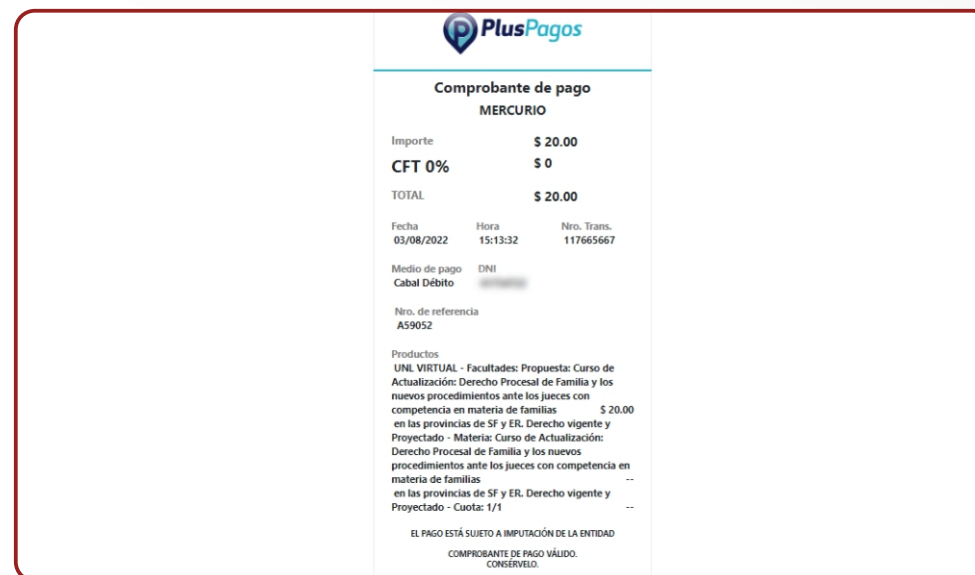 PlusPagos
Comprobante de pago
MERCURIO
Importe $ 20.00
CFT 0% $ 0
TOTAL $ 20.00
Fecha Hora Nro. Trans.
03/08/2022 15:13:32 117665667
Medio de pago DNI
Cabal Débito
Nro. de referencia
A59052
Productos
UNL VIRTUAL - Facultades: Propuesta: Curso de
Actualización: Derecho Procesal de Familia y los
nuevos procedimientos ante los jueces con
competencia en materia de familias $ 20.00
en las provincias de SF y ER. Derecho vigente y
Proyectado - Materia: Curso de Actualización:
Derecho Procesal de Familia y los nuevos
procedimientos ante los jueces con competencia en
materia de familias --
en las provincias de SF y ER. Derecho vigente y
Proyectado - Cuota: 1/1 --
EL PAGO ESTÁ SUJETO A IMPUTACIÓN DE LA ENTIDAD
COMPROBANTE DE PAGO VÁLIDO.
CONSÉRVELO.